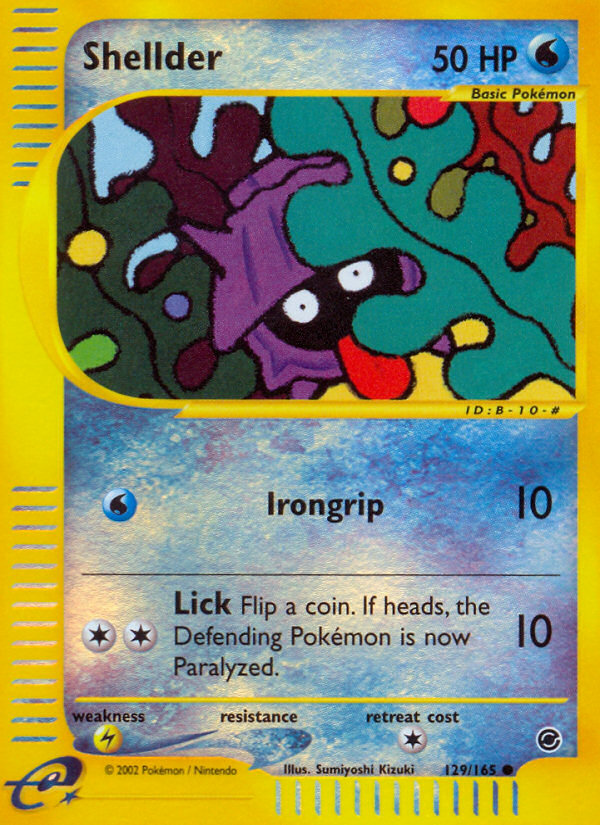 Shellder
50 HP
Basic Pokémon
ID:B-10-#
Irongrip 10
Lick Flip a coin. If heads, the
Defending Pokémon is now
Paralyzed.
10
weakness resistance retreat cost
© 2002 Pokémon / Nintendo
Illus. Sumiyoshi Kizuki
129/165